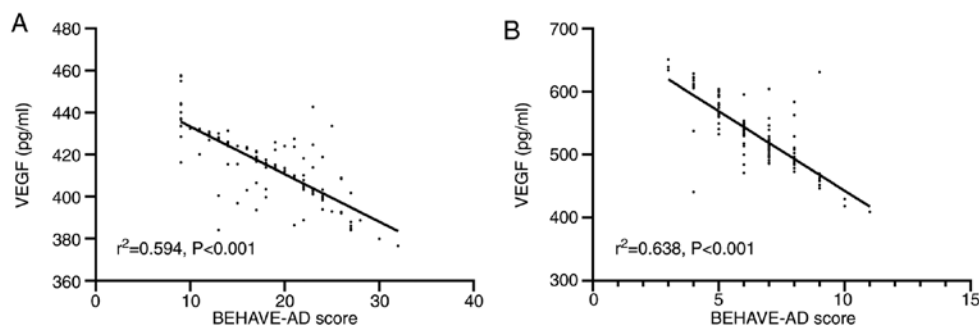 A
480
460
440
420
400
380
360
VEGF (pg/ml)
r²=0.594, P<0.001
0
10
20
30
40
BEHAVE-AD score
B
700
600
500
400
300
VEGF (pg/ml)
r²=0.638, P<0.001
0
5
10
15
BEHAVE-AD score